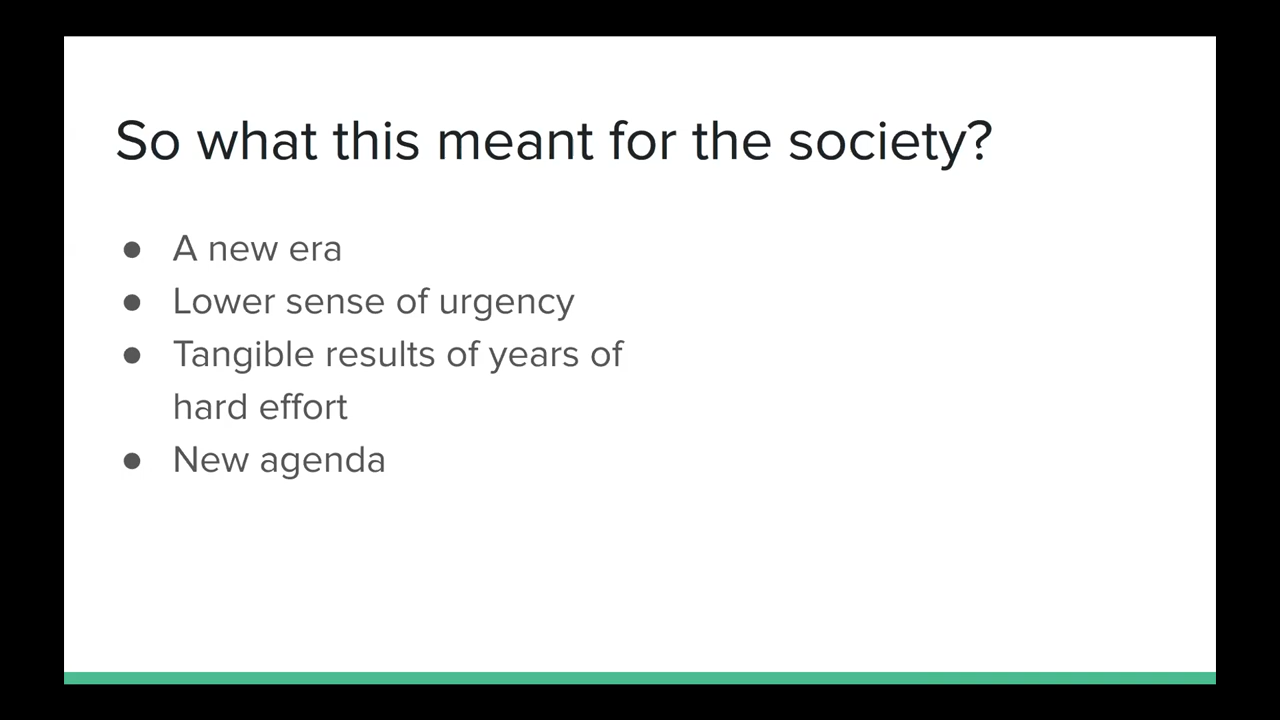 So what this meant for the society?
● A new era
● Lower sense of urgency
● Tangible results of years of
hard effort
● New agenda